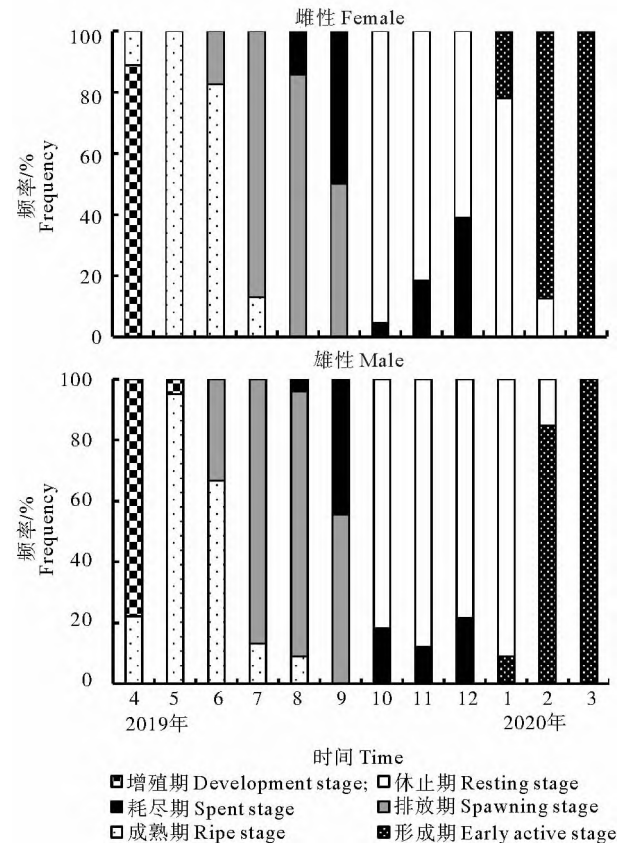 雌性 Female
100
80
60
40
20
0
频率/%
Frequency
雄性 Male
100
80
60
40
20
0
频率/%
Frequency
4 5 6 7 8 9 10 11 12 1 2 3
2019年 2020年
时间 Time
增殖期 Development stage; 休止期 Resting stage
耗尽期 Spent stage 排放期 Spawning stage
成熟期 Ripe stage 形成期 Early active stage